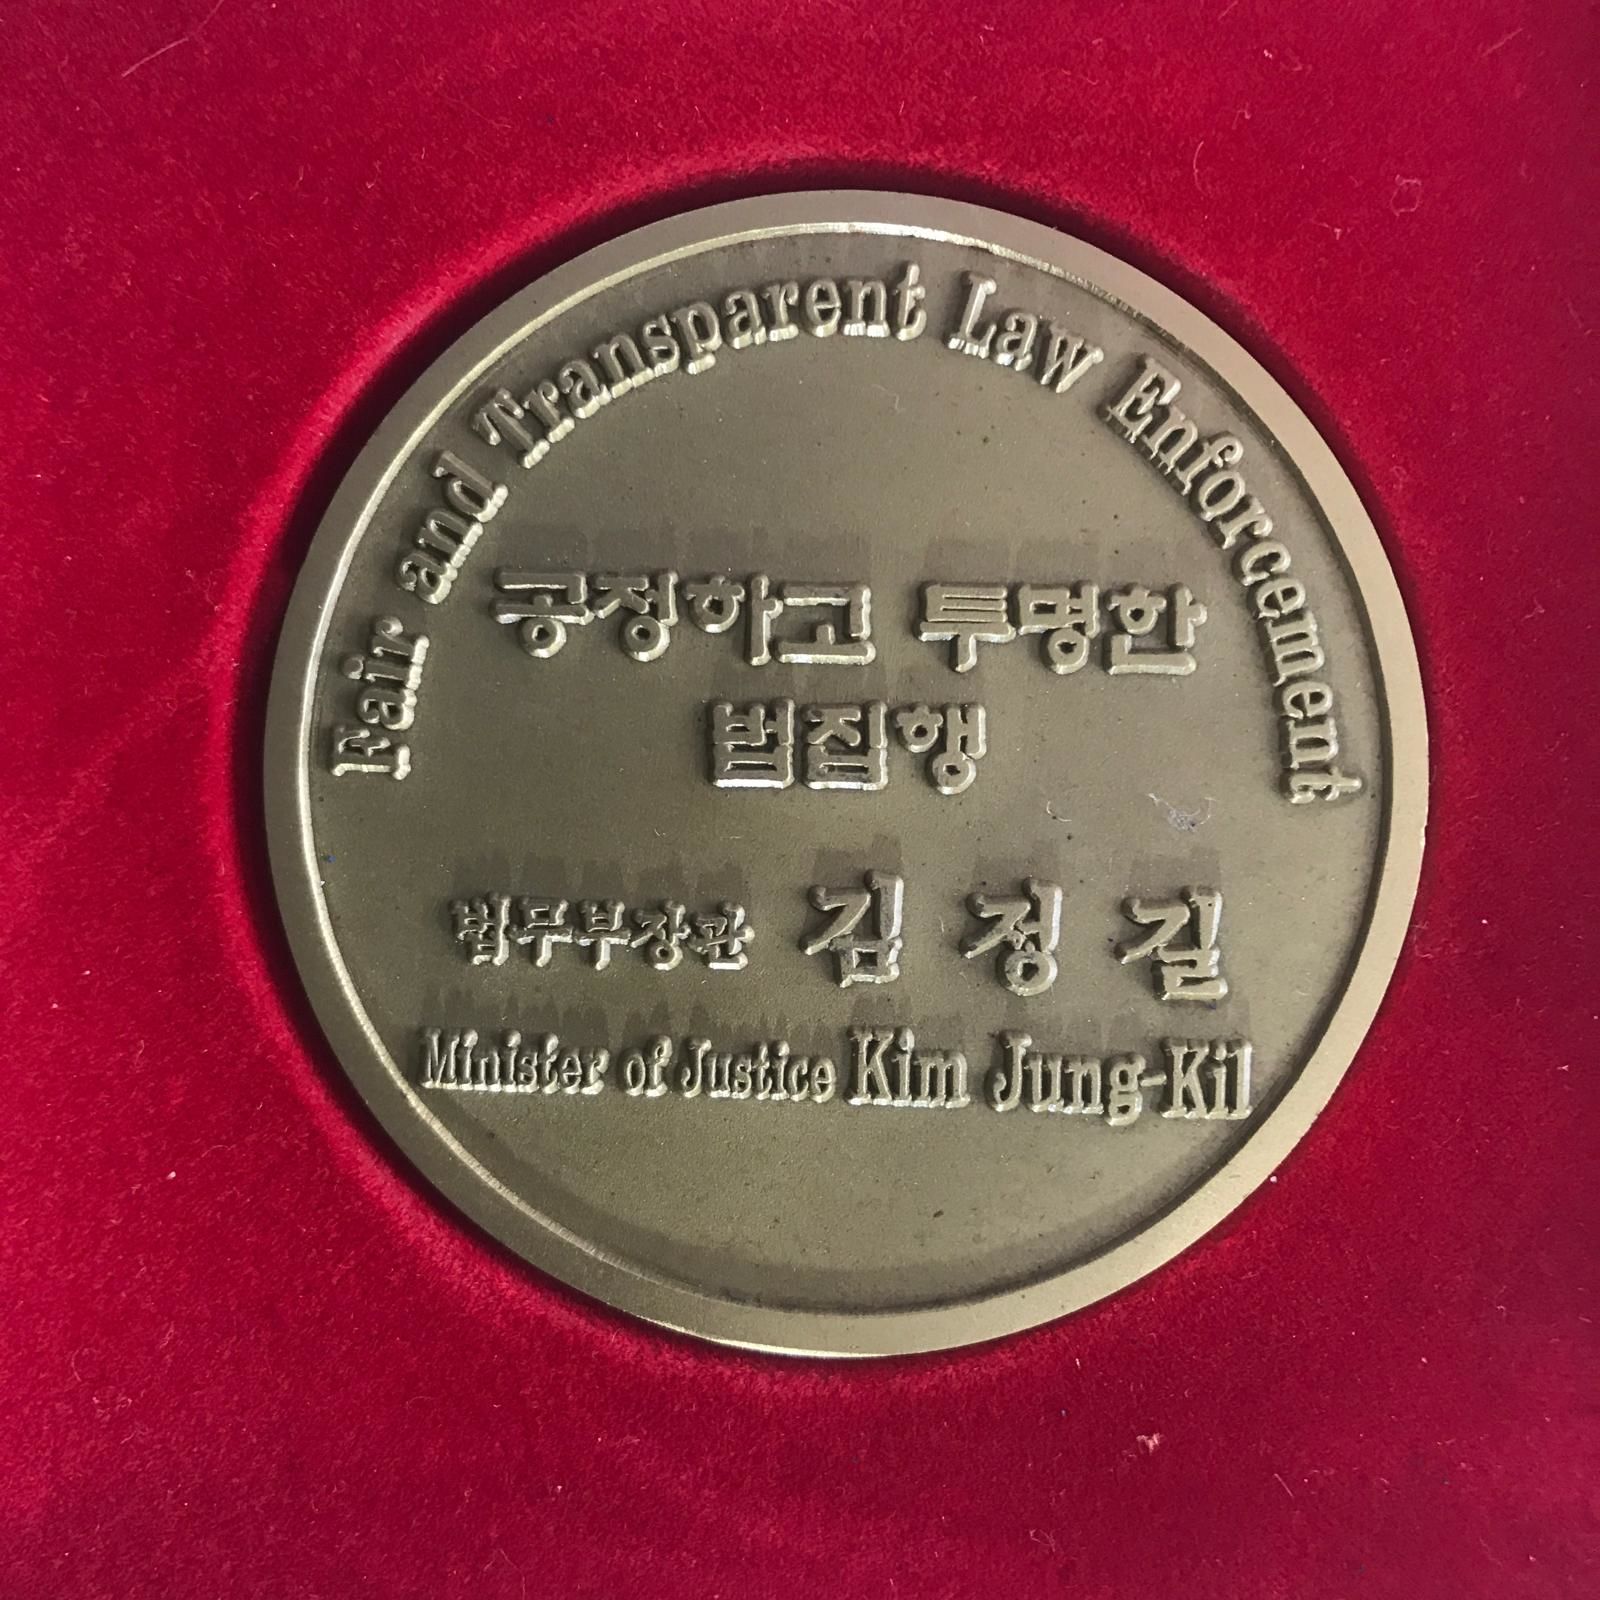 Fair and Transparent Law Enforcement
공정하고 투명한
법집행
법무부장관 김 정 길
Minister of Justice Kim Jung-Kil